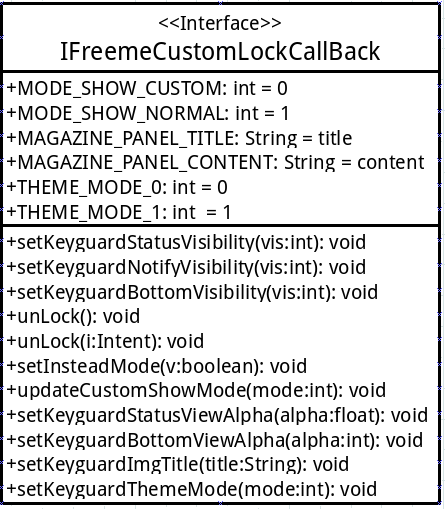 <<Interface>>
IFreemeCustomLockCallBack
+MODE_SHOW_CUSTOM: int = 0
+MODE_SHOW_NORMAL: int = 1
+MAGAZINE_PANEL_TITLE: String = title
+MAGAZINE_PANEL_CONTENT: String = content
+THEME_MODE_0: int = 0
+THEME_MODE_1: int  = 1
+setKeyguardStatusVisibility(vis:int): void
+setKeyguardNotifyVisibility(vis:int): void
+setKeyguardBottomVisibility(vis:int): void
+unLock(): void
+unLock(i:Intent): void
+setInsteadMode(v:boolean): void
+updateCustomShowMode(mode:int): void
+setKeyguardStatusViewAlpha(alpha:float): void
+setKeyguardBottomViewAlpha(alpha:int): void
+setKeyguardImgTitle(title:String): void
+setKeyguardThemeMode(mode:int): void